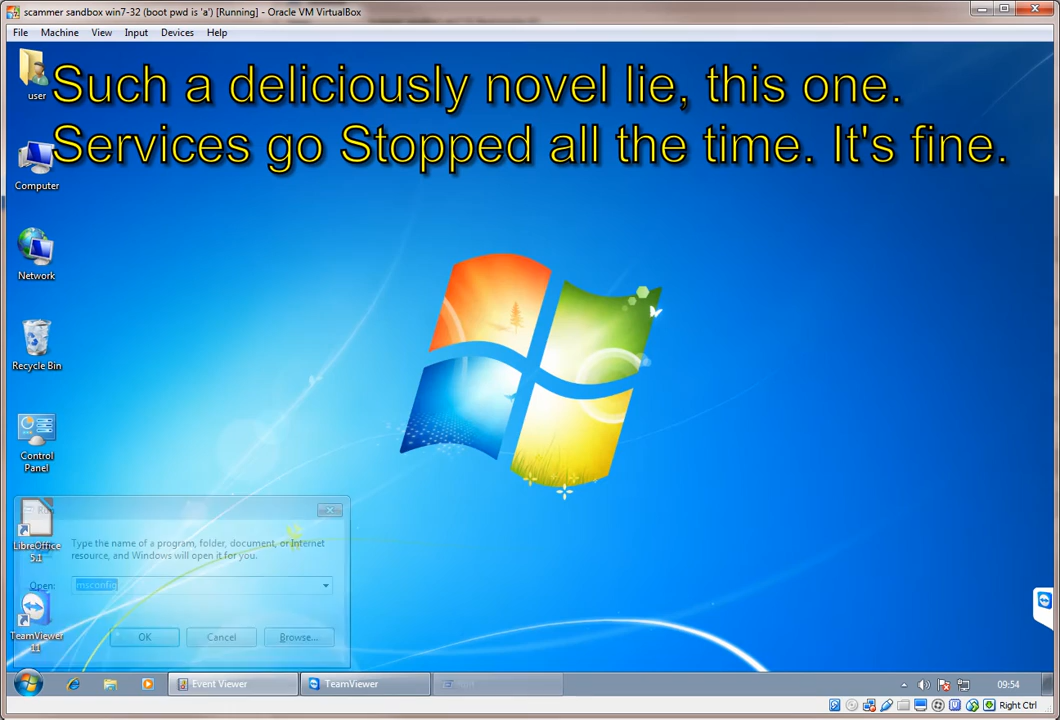 scammer sandbox win7-32 (boot pwd is 'a') [Running] - Oracle VM VirtualBox
File Machine View Input Devices Help
Such a deliciously novel lie, this one.
Services go Stopped all the time. It's fine.
user
Computer
Network
Recycle Bin
Control
Panel
LibreOffice
5.1
Type the name of a program, folder, document, or Internet
resource, and Windows will open it for you.
Open: msconfig
TeamViewer
11
OK Cancel Browse...
Event Viewer TeamViewer
09:54
Right Ctrl